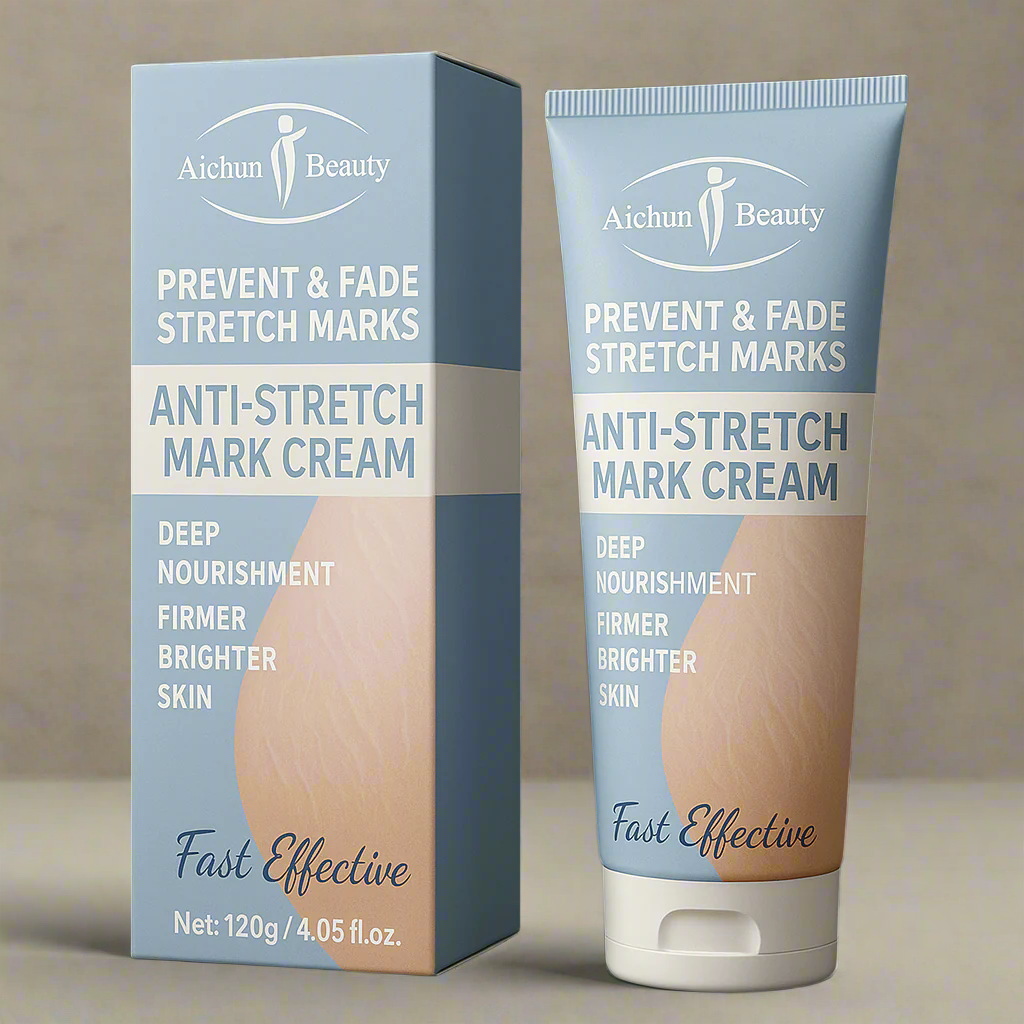 Aichun Beauty
PREVENT & FADE
STRETCH MARKS
ANTI-STRETCH
MARK CREAM
DEEP
NOURISHMENT
FIRMER
BRIGHTER
SKIN
Fast Effective
Net: 120g / 4.05 fl.oz.
Aichun Beauty
PREVENT & FADE
STRETCH MARKS
ANTI-STRETCH
MARK CREAM
DEEP
NOURISHMENT
FIRMER
BRIGHTER
SKIN
Fast Effective